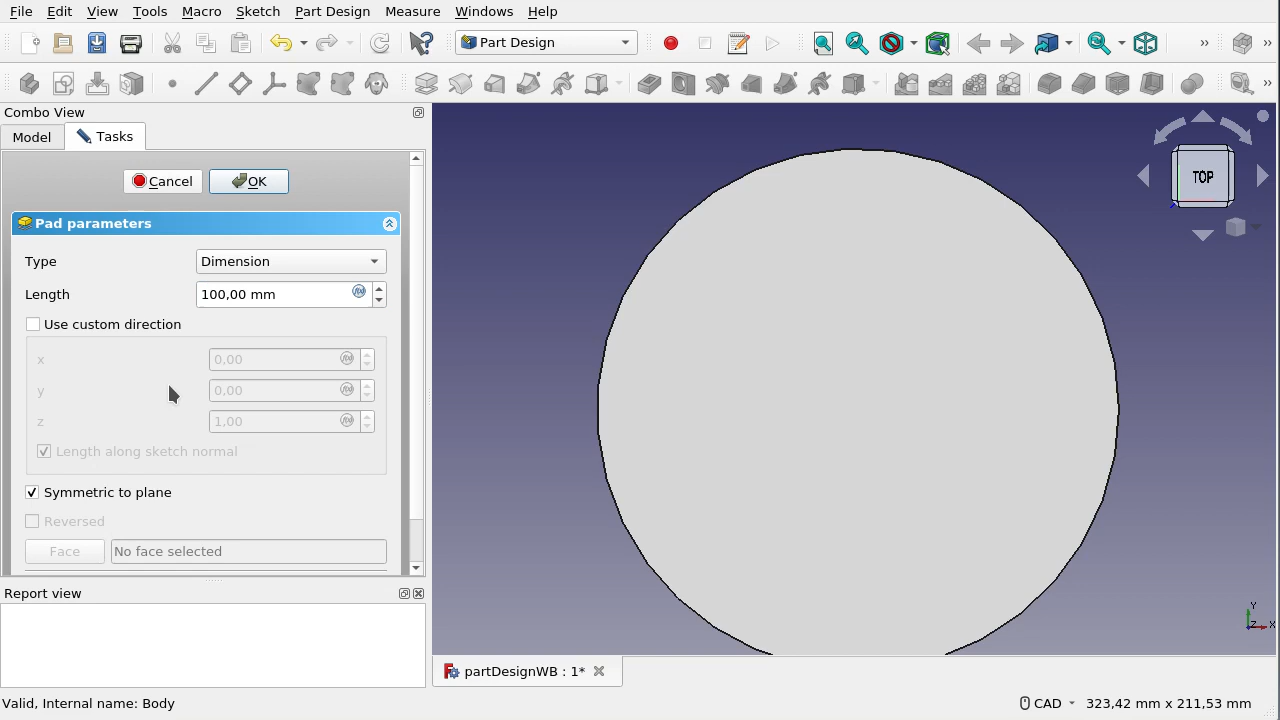 File Edit View Tools Macro Sketch Part Design Measure Windows Help
Part Design
Combo View
Model Tasks
Cancel OK
Pad parameters
Type Dimension
Length 100,00 mm
Use custom direction
x 0,00
y 0,00
z 1,00
Length along sketch normal
Symmetric to plane
Reversed
Face No face selected
Report view
TOP
Y
Z X
partDesignWB : 1*
Valid, Internal name: Body CAD 323,42 mm x 211,53 mm